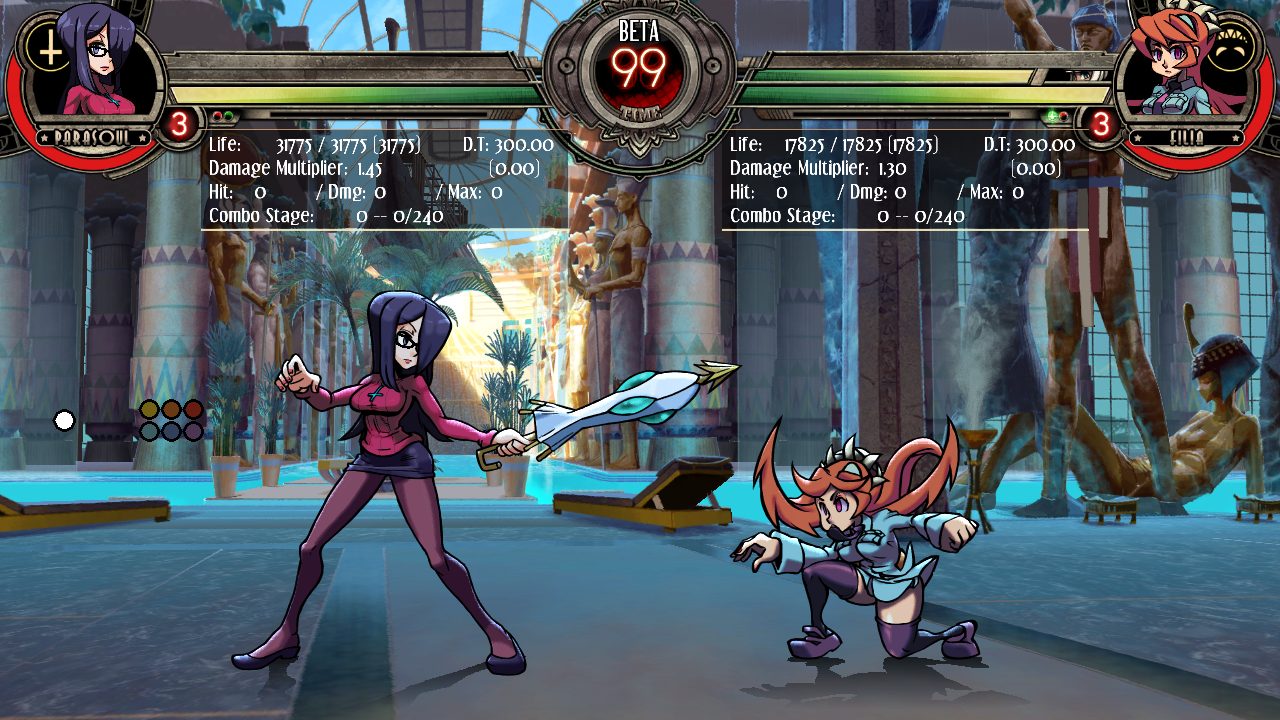 BETA
99
TIME
PARASOUL
3
3
FILIA
Life: 31775 / 31775 [31775] D.T: 300.00
Damage Multiplier: 1.45 [0.00]
Hit: 0 / Dmg: 0 / Max: 0
Combo Stage: 0 -- 0/240
Life: 17825 / 17825 [17825] D.T: 300.00
Damage Multiplier: 1.30 [0.00]
Hit: 0 / Dmg: 0 / Max: 0
Combo Stage: 0 -- 0/240